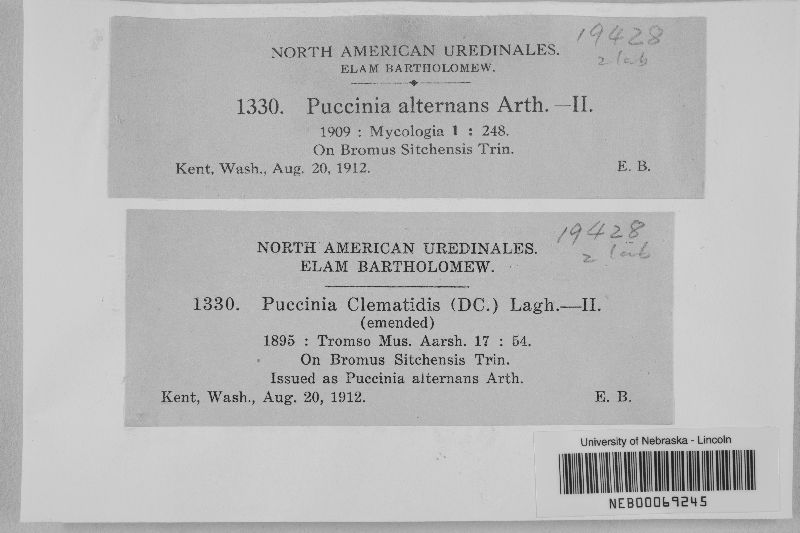 19428
2 lab
NORTH AMERICAN UREDINALES.
ELAM BARTHOLOMEW.
1330. Puccinia alternans Arth.—II.
1909 : Mycologia 1 : 248.
On Bromus Sitchensis Trin.
Kent, Wash., Aug. 20, 1912. E. B.
19428
2 lab
NORTH AMERICAN UREDINALES.
ELAM BARTHOLOMEW.
1330. Puccinia Clematidis (DC.) Lagh.—II.
(emended)
1895 : Tromso Mus. Aarsh. 17 : 54.
On Bromus Sitchensis Trin.
Issued as Puccinia alternans Arth.
Kent, Wash., Aug. 20, 1912. E. B.
University of Nebraska - Lincoln
NEB00069245